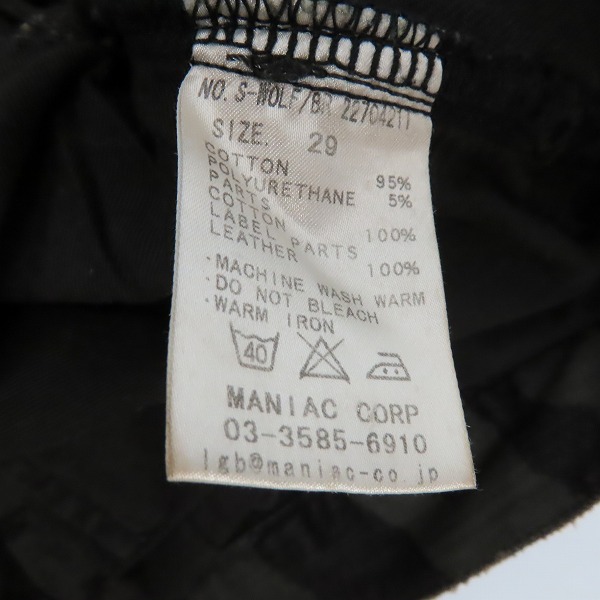 NO. S-WOLF/BR 22704211
SIZE. 29
COTTON 95%
POLYURETHANE 5%
PARTS
COTTON 100%
LABEL PARTS
LEATHER 100%
·MACHINE WASH WARM
·DO NOT BLEACH
·WARM IRON
40
MANIAC CORP
03-3585-6910
lgb@maniac-co.jp